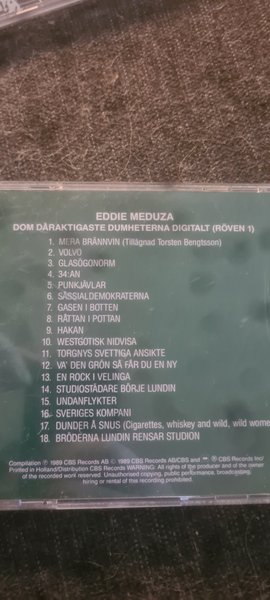 EDDIE MEDUZA
DOM DÅRAKTIGASTE DUMHETERNA DIGITALT (RÖVEN 1)
1. MERA BRÄNNVIN (Tillägnad Torsten Bengtsson)
2. VOLVO
3. GLASÖGONORM
4. 34:AN
5. PUNKJÄVLAR
6. SÅSSIALDEMOKRATERNA
7. GASEN I BOTTEN
8. RÅTTAN I POTTAN
9. HAKAN
10. WESTGOTISK NIDVISA
11. TORGNYS SVETTIGA ANSIKTE
12. VA' DEN GRÖN SÅ FÅR DU EN NY
13. EN ROCK I VELINGA
14. STUDIOSTÄDARE BÖRJE LUNDIN
15. UNDANFLYKTER
16. SVERIGES KOMPANI
17. DUNDER Å SNUS (Cigarettes, whiskey and wild, wild wome
18. BRÖDERNA LUNDIN RENSAR STUDION
Compilation ℗ 1989 CBS Records AB © 1989 CBS Records AB/CBS and ℗ CBS Records Inc/
Printed in Holland/Distribution CBS Records WARNING: All rights of the producer and of the owner
of the recorded work reserved. Unauthorised copying, public performance, broadcasting,
hiring or rental of this recording prohibited.